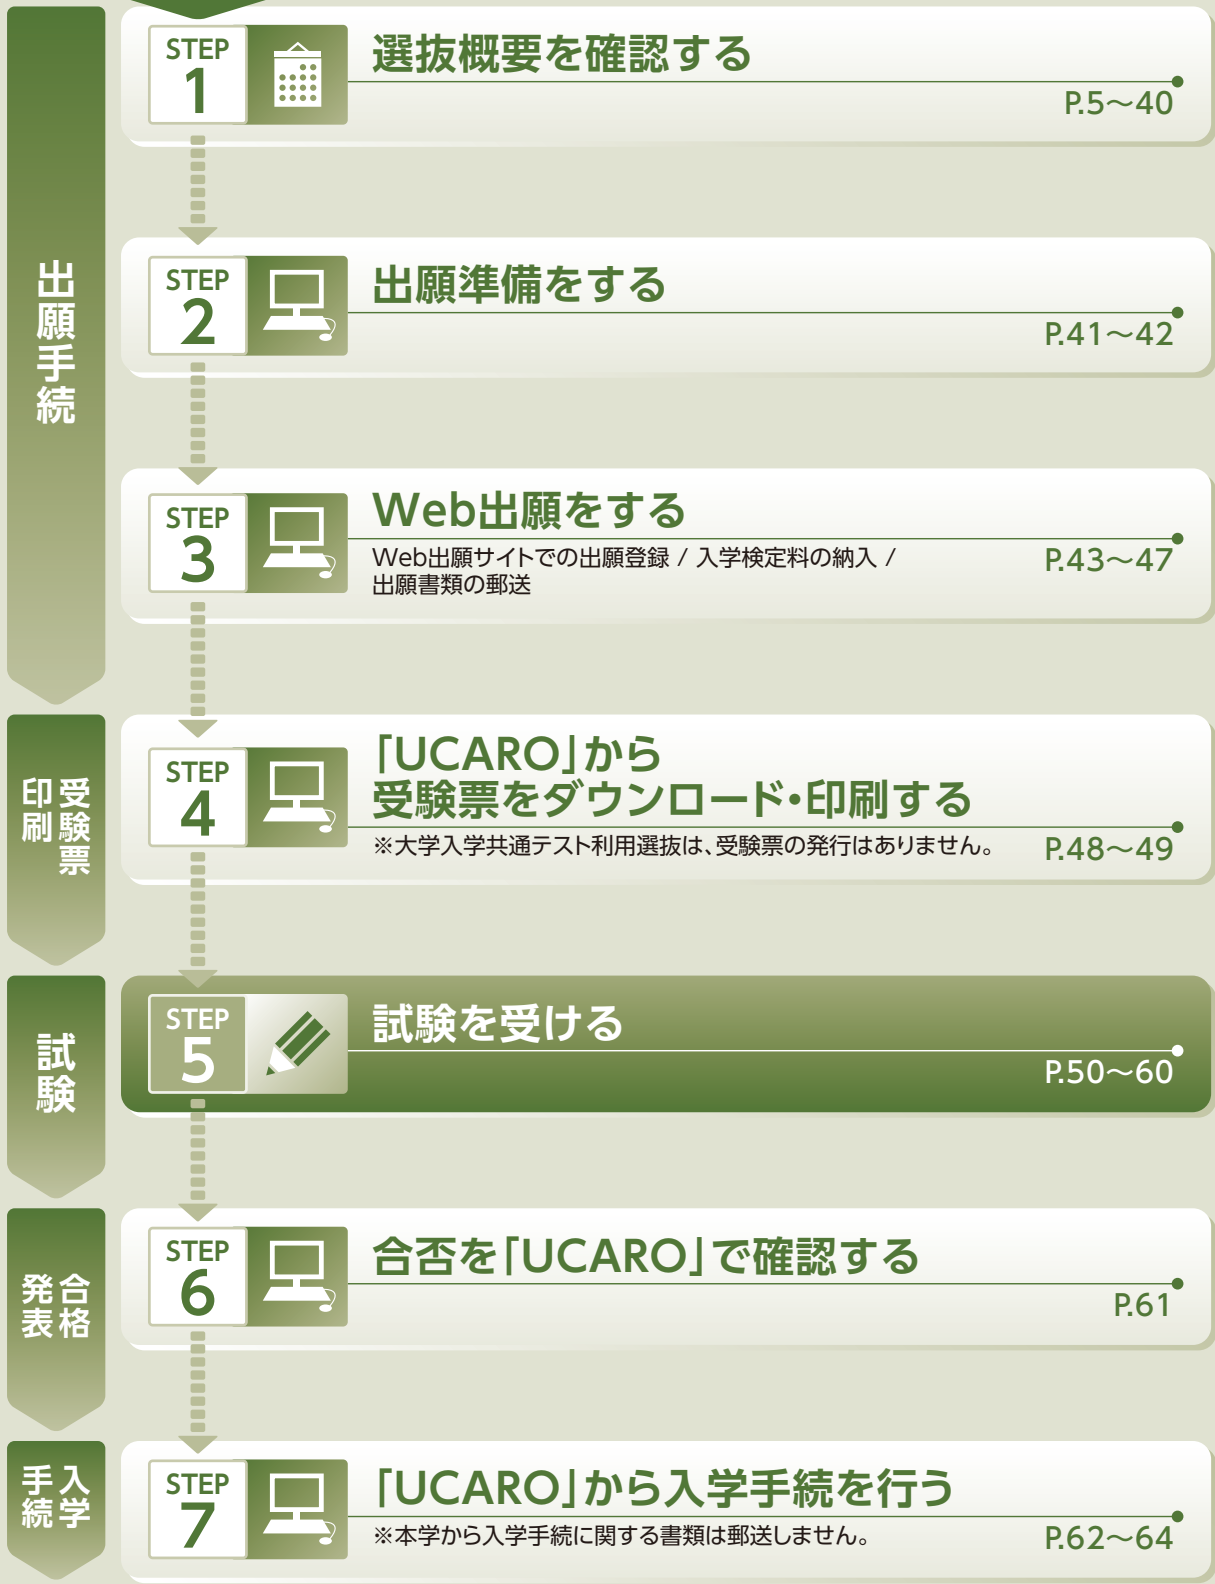 出願手続
STEP
1
選抜概要を確認する
P.5～40
STEP
2
出願準備をする
P.41～42
STEP
3
Web出願をする
Web出願サイトでの出願登録 / 入学検定料の納入 /
出願書類の郵送
P.43～47
受験票
印刷
STEP
4
「UCARO」から
受験票をダウンロード・印刷する
※大学入学共通テスト利用選抜は、受験票の発行はありません。
P.48～49
試験
STEP
5
試験を受ける
P.50～60
合格
発表
STEP
6
合否を「UCARO」で確認する
P.61
入学
手続
STEP
7
「UCARO」から入学手続を行う
※本学から入学手続に関する書類は郵送しません。
P.62～64